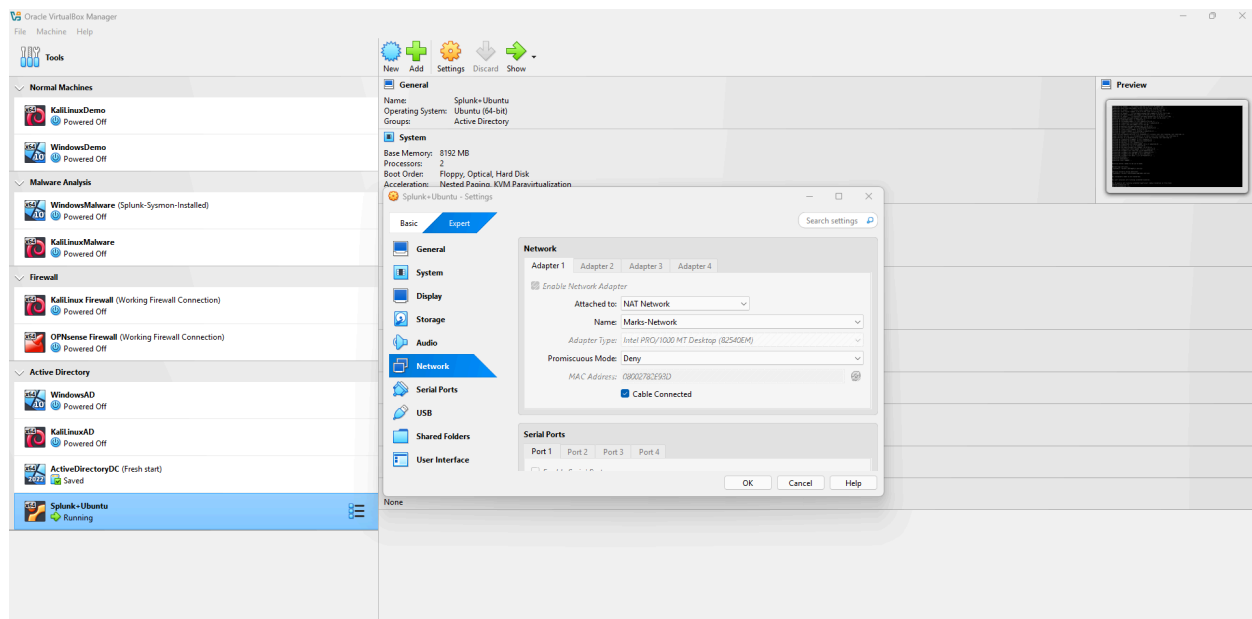 Oracle VirtualBox Manager
File Machine Help
Tools
New Add Settings Discard Show
Normal Machines
KaliLinuxDemo
Powered Off
WindowsDemo
Powered Off
Malware Analysis
WindowsMalware (Splunk-Sysmon-Installed)
Powered Off
KaliLinuxMalware
Powered Off
Firewall
KaliLinux Firewall (Working Firewall Connection)
Powered Off
OPNsense Firewall (Working Firewall Connection)
Powered Off
Active Directory
WindowsAD
Powered Off
KaliLinuxAD
Powered Off
ActiveDirectoryDC (Fresh start)
Saved
Splunk+Ubuntu
Running
General
Name: Splunk+Ubuntu
Operating System: Ubuntu (64-bit)
Groups: Active Directory
System
Base Memory: 8192 MB
Processors: 2
Boot Order: Floppy, Optical, Hard Disk
Acceleration: Nested Paging, KVM Paravirtualization
Preview
Splunk+Ubuntu - Settings
Basic Expert
Search settings
General
System
Display
Storage
Audio
Network
Serial Ports
USB
Shared Folders
User Interface
Network
Adapter 1 Adapter 2 Adapter 3 Adapter 4
Enable Network Adapter
Attached to: NAT Network
Name: Marks-Network
Adapter Type: Intel PRO/1000 MT Desktop (82540EM)
Promiscuous Mode: Deny
MAC Address: 08002782E93D
Cable Connected
Serial Ports
Port 1 Port 2 Port 3 Port 4
OK Cancel Help
None